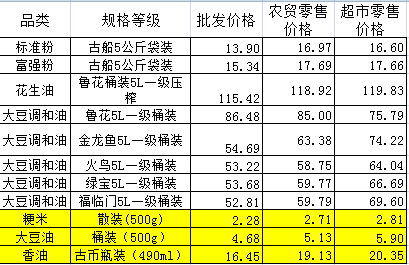 品类 规格等级 批发价格 农贸零售价格 超市零售价格
标准粉 古船5公斤袋装 13.90 16.97 16.60
富强粉 古船5公斤袋装 15.34 17.69 17.66
花生油 鲁花桶装5L一级压榨 115.42 118.92 119.83
大豆调和油 鲁花5L一级桶装 86.48 85.00 75.79
大豆调和油 金龙鱼5L一级桶装 54.69 63.38 74.22
大豆调和油 火鸟5L一级桶装 53.22 58.75 64.04
大豆调和油 绿宝5L一级桶装 53.68 59.77 66.69
大豆调和油 福临门5L一级桶装 52.81 59.79 69.60
粳米 散装(500g) 2.28 2.71 2.81
大豆油 桶装(500g) 4.68 5.13 5.90
香油 古币瓶装(490ml) 16.45 19.13 20.35